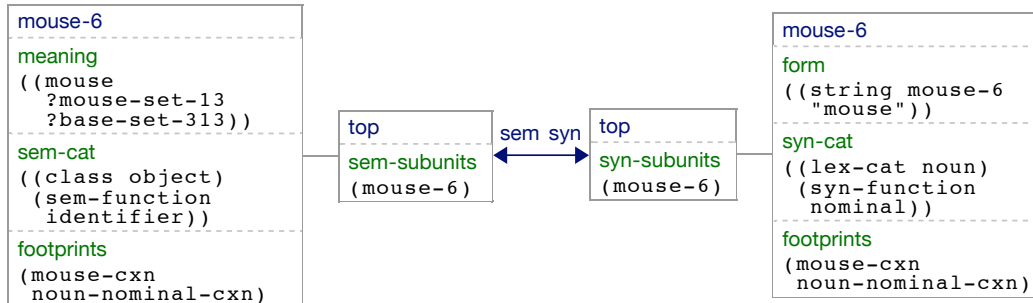 mouse-6
meaning
((mouse
?mouse-set-13
?base-set-313))
sem-cat
((class object)
(sem-function
identifier))
footprints
(mouse-cxn
noun-nominal-cxn)
top
sem-subunits
(mouse-6)
sem syn
top
syn-subunits
(mouse-6)
mouse-6
form
((string mouse-6
"mouse"))
syn-cat
((lex-cat noun)
(syn-function
nominal))
footprints
(mouse-cxn
noun-nominal-cxn)